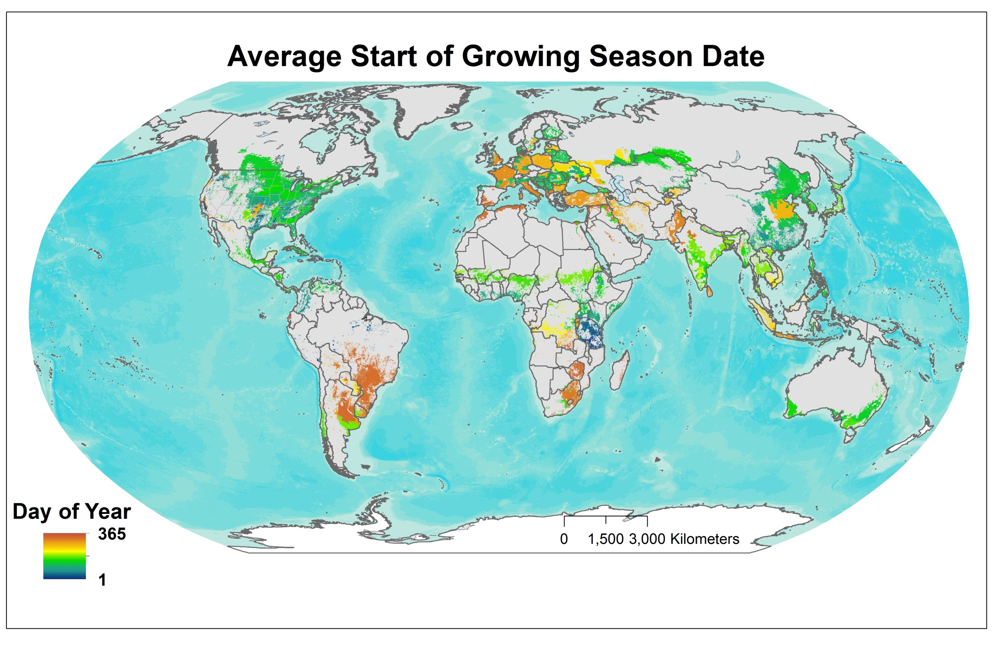 Average Start of Growing Season Date
Day of Year
365
1
0 1,500 3,000 Kilometers